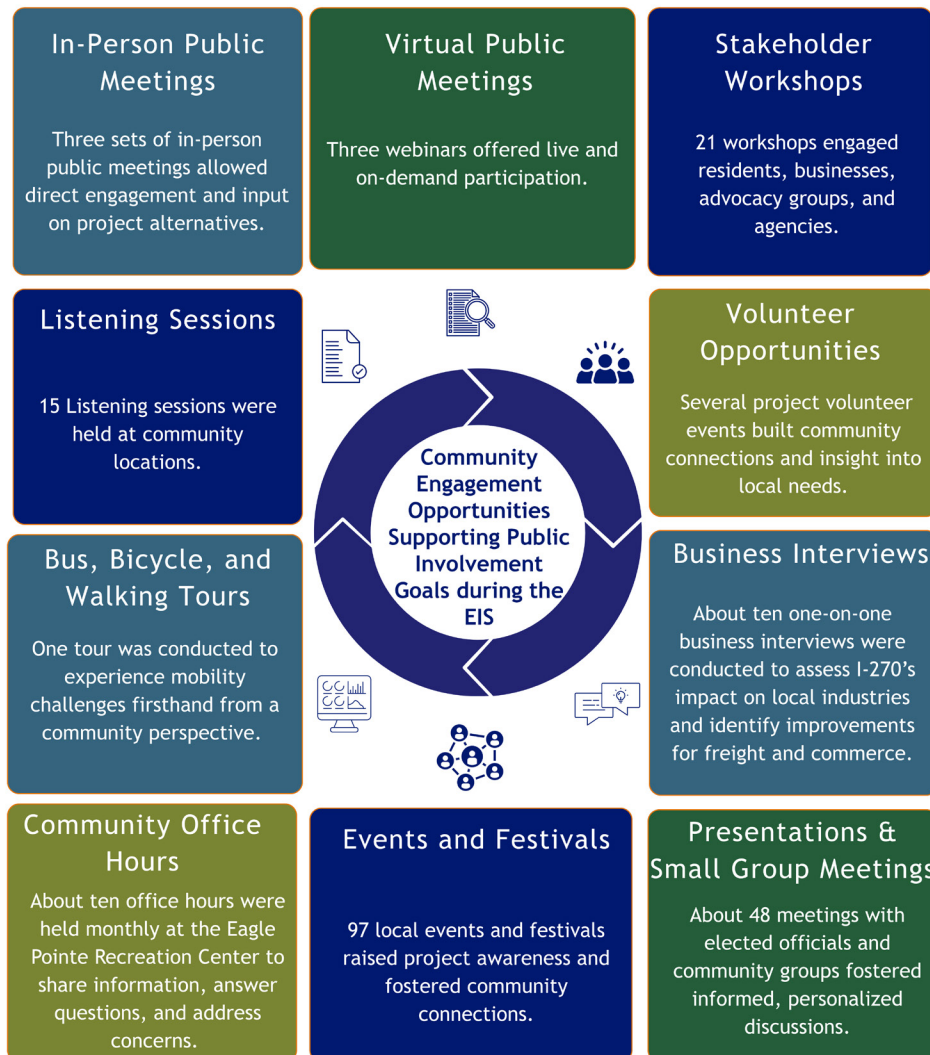 In-Person Public
Meetings
Three sets of in-person
public meetings allowed
direct engagement and input
on project alternatives.
Virtual Public
Meetings
Three webinars offered live and
on-demand participation.
Stakeholder
Workshops
21 workshops engaged
residents, businesses,
advocacy groups, and
agencies.
Listening Sessions
15 Listening sessions were
held at community
locations.
Community
Engagement
Opportunities
Supporting Public
Involvement
Goals during the
EIS
Volunteer
Opportunities
Several project volunteer
events built community
connections and insight into
local needs.
Bus, Bicycle, and
Walking Tours
One tour was conducted to
experience mobility
challenges firsthand from a
community perspective.
Business Interviews
About ten one-on-one
business interviews were
conducted to assess I-270's
impact on local industries
and identify improvements
for freight and commerce.
Community Office
Hours
About ten office hours were
held monthly at the Eagle
Pointe Recreation Center to
share information, answer
questions, and address
concerns.
Events and Festivals
97 local events and festivals
raised project awareness and
fostered community
connections.
Presentations &
Small Group Meetings
About 48 meetings with
elected officials and
community groups fostered
informed, personalized
discussions.